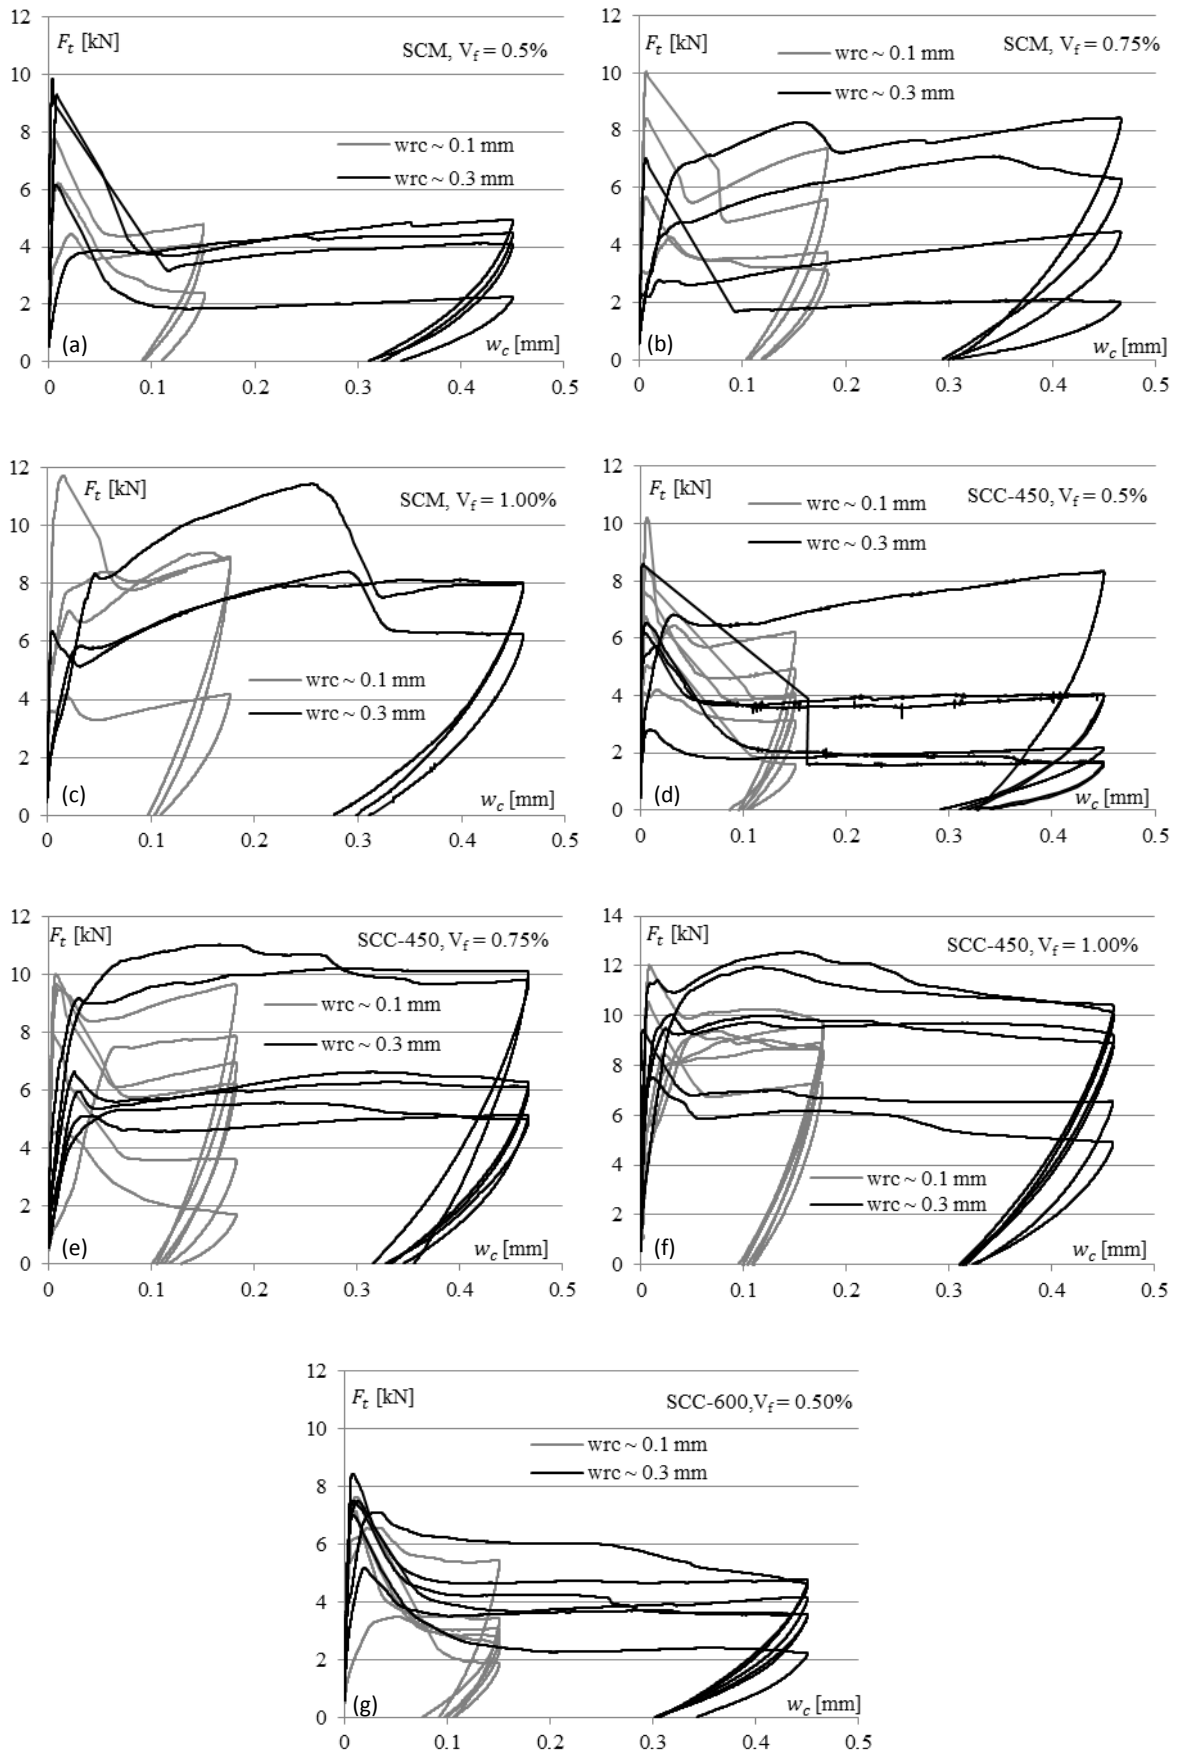 12
10
8
6
4
2
0
F_t [kN]
SCM, V_f = 0.5%
wrc ~ 0.1 mm
wrc ~ 0.3 mm
(a)
w_c [mm]
0 0.1 0.2 0.3 0.4 0.5
12
10
8
6
4
2
0
F_t [kN]
wrc ~ 0.1 mm
SCM, V_f = 0.75%
wrc ~ 0.3 mm
(b)
w_c [mm]
0 0.1 0.2 0.3 0.4 0.5
12
10
8
6
4
2
0
F_t [kN]
SCM, V_f = 1.00%
wrc ~ 0.1 mm
wrc ~ 0.3 mm
(c)
w_c [mm]
0 0.1 0.2 0.3 0.4 0.5
12
10
8
6
4
2
0
F_t [kN]
wrc ~ 0.1 mm
SCC-450, V_f = 0.5%
wrc ~ 0.3 mm
(d)
w_c [mm]
0 0.1 0.2 0.3 0.4 0.5
12
10
8
6
4
2
0
F_t [kN]
SCC-450, V_f = 0.75%
wrc ~ 0.1 mm
wrc ~ 0.3 mm
(e)
w_c [mm]
0 0.1 0.2 0.3 0.4 0.5
14
12
10
8
6
4
2
0
F_t [kN]
SCC-450, V_f = 1.00%
wrc ~ 0.1 mm
wrc ~ 0.3 mm
(f)
w_c [mm]
0 0.1 0.2 0.3 0.4 0.5
12
10
8
6
4
2
0
F_t [kN]
SCC-600,V_f = 0.50%
wrc ~ 0.1 mm
wrc ~ 0.3 mm
(g)
w_c [mm]
0 0.1 0.2 0.3 0.4 0.5